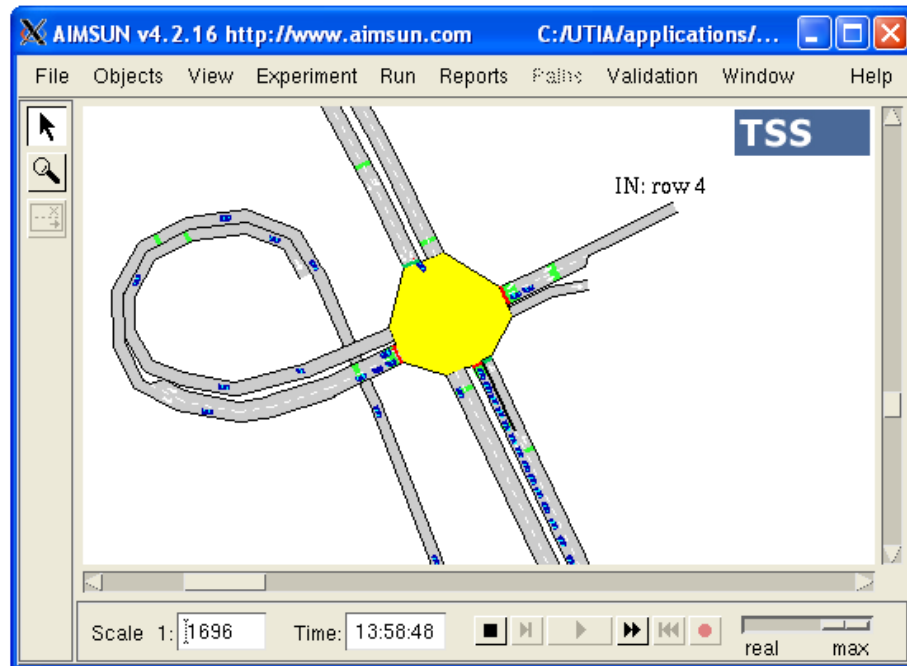 AIMSUN v4.2.16 http://www.aimsun.com C:/UTIA/applications/...
File Objects View Experiment Run Reports Paths Validation Window Help
TSS
IN: row 4
Scale 1: 1696 Time: 13:58:48
real max